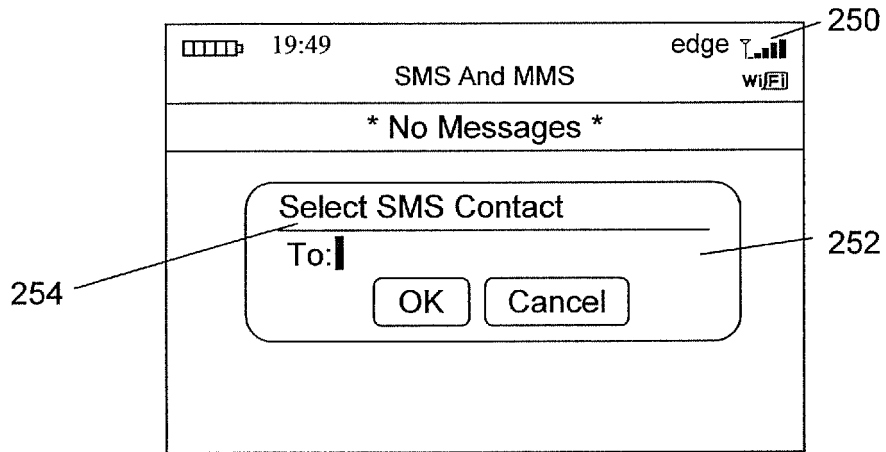 250
19:49 edge
SMS And MMS WiFi
* No Messages *
Select SMS Contact
To:
252
254
OK Cancel